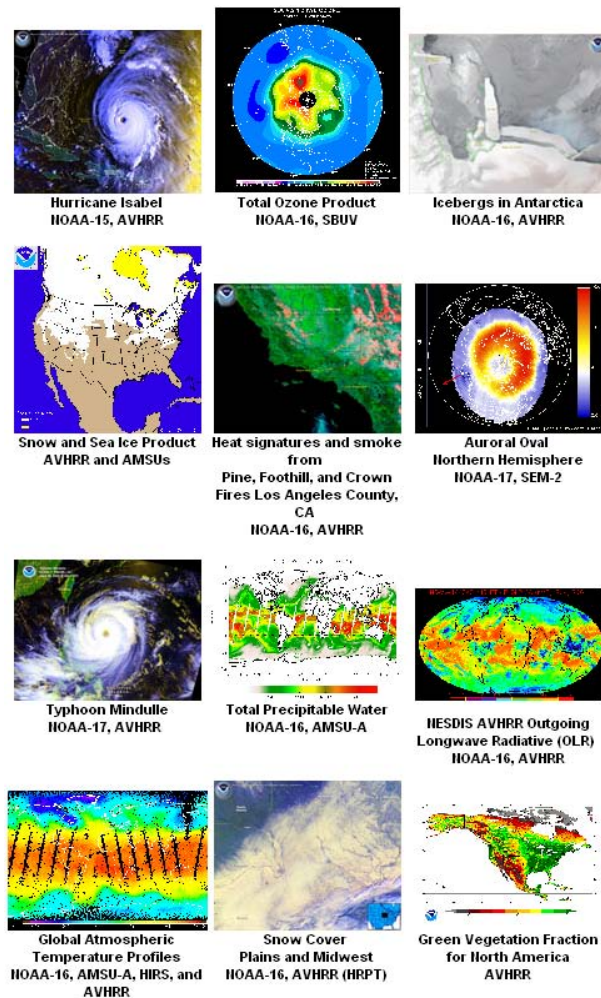 Hurricane Isabel
NOAA-15, AVHRR
Total Ozone Product
NOAA-16, SBUV
Icebergs in Antarctica
NOAA-16, AVHRR
Snow and Sea Ice Product
AVHRR and AMSUs
Heat signatures and smoke
from
Pine, Foothill, and Crown
Fires Los Angeles County,
CA
NOAA-16, AVHRR
Auroral Oval
Northern Hemisphere
NOAA-17, SEM-2
Typhoon Mindulle
NOAA-17, AVHRR
Total Precipitable Water
NOAA-16, AMSU-A
NESDIS AVHRR Outgoing
Longwave Radiative (OLR)
NOAA-16, AVHRR
Global Atmospheric
Temperature Profiles
NOAA-16, AMSU-A, HIRS, and
AVHRR
Snow Cover
Plains and Midwest
NOAA-16, AVHRR (HRPT)
Green Vegetation Fraction
for North America
AVHRR